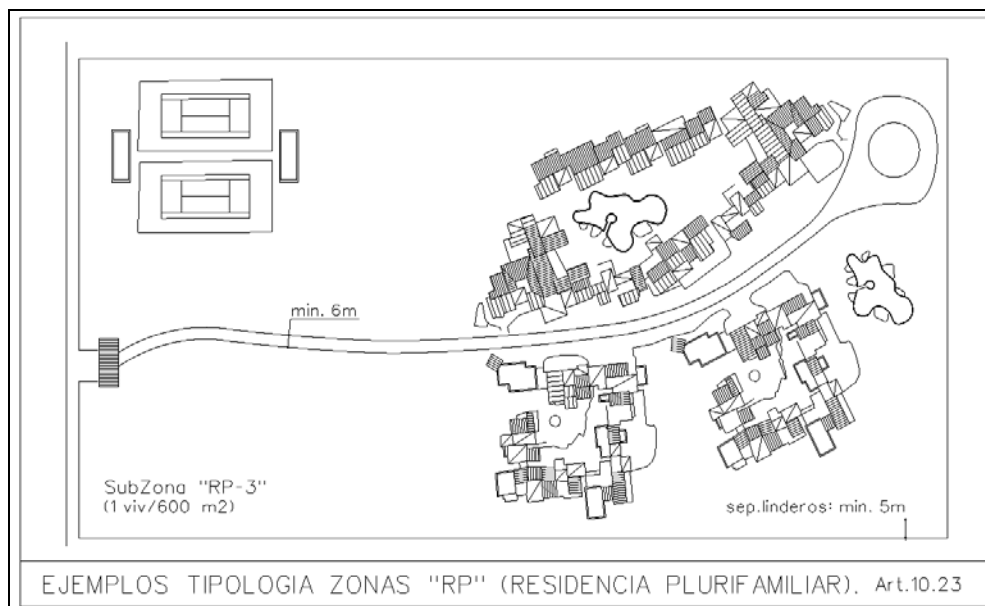 min. 6m
SubZona "RP-3"
(1 viv/600 m2)
sep.linderos: min. 5m
EJEMPLOS TIPOLOGIA ZONAS "RP" (RESIDENCIA PLURIFAMILIAR). Art.10.23